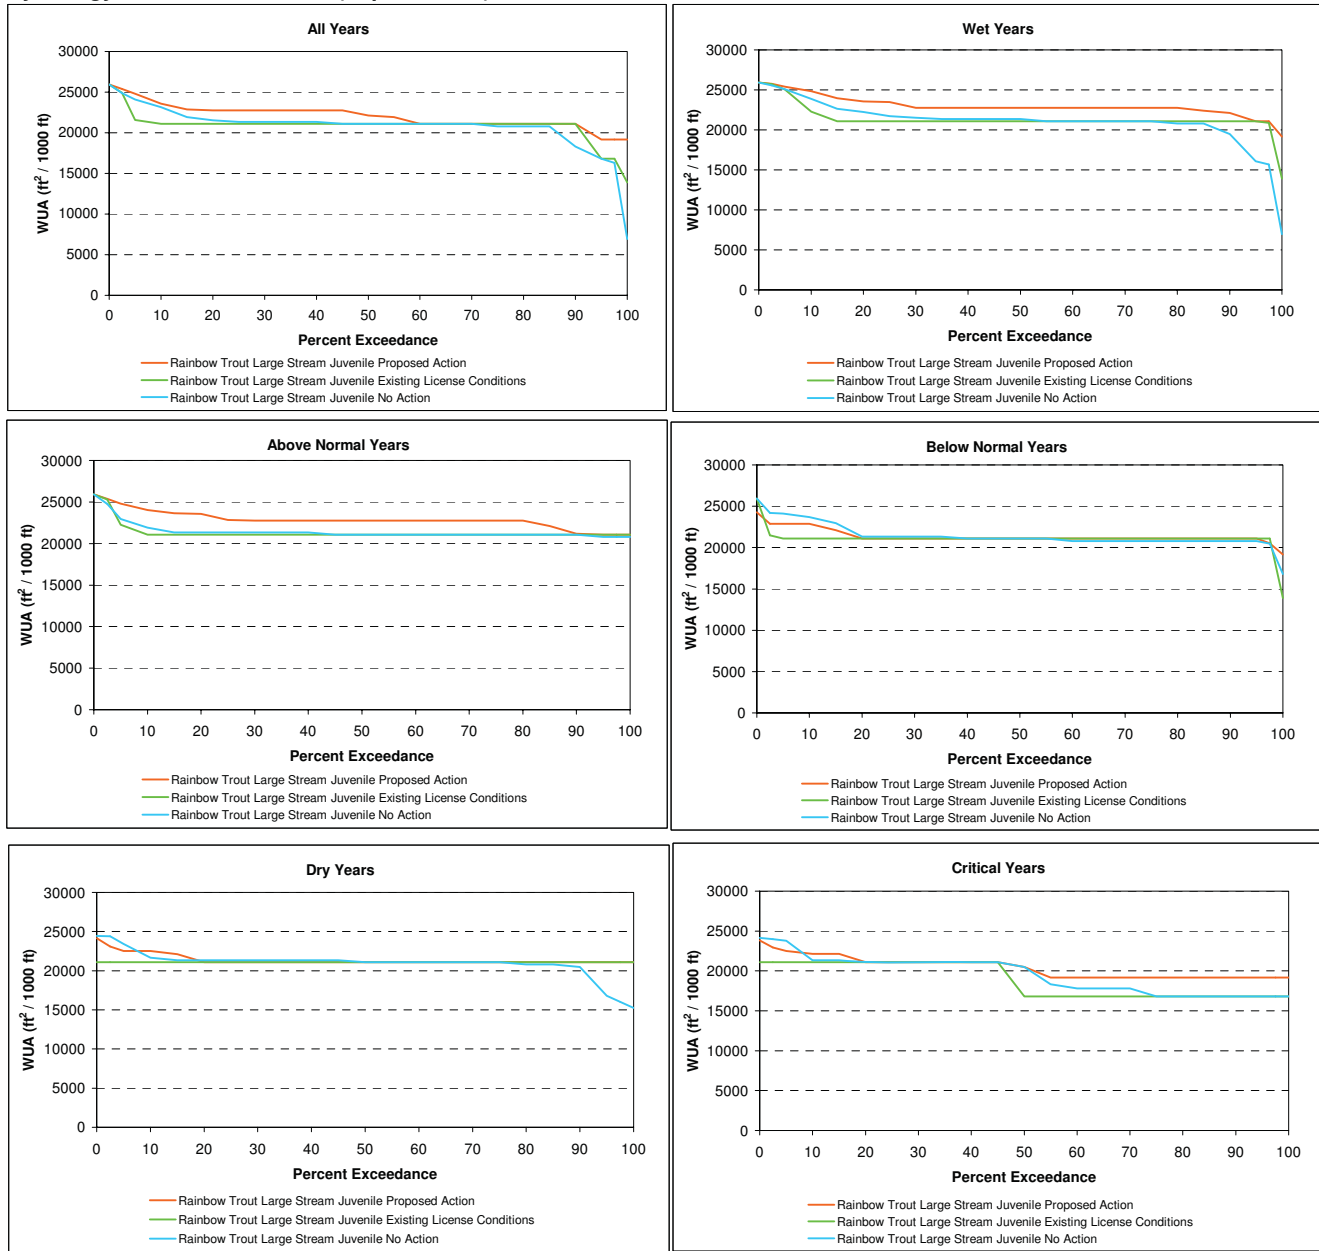 All Years
30000
25000
20000
15000
10000
5000
0
WUA (ft² / 1000 ft)
0 10 20 30 40 50 60 70 80 90 100
Percent Exceedance
Rainbow Trout Large Stream Juvenile Proposed Action
Rainbow Trout Large Stream Juvenile Existing License Conditions
Rainbow Trout Large Stream Juvenile No Action
Wet Years
30000
25000
20000
15000
10000
5000
0
WUA (ft² / 1000 ft)
0 10 20 30 40 50 60 70 80 90 100
Percent Exceedance
Rainbow Trout Large Stream Juvenile Proposed Action
Rainbow Trout Large Stream Juvenile Existing License Conditions
Rainbow Trout Large Stream Juvenile No Action
Above Normal Years
30000
25000
20000
15000
10000
5000
0
WUA (ft² / 1000 ft)
0 10 20 30 40 50 60 70 80 90 100
Percent Exceedance
Rainbow Trout Large Stream Juvenile Proposed Action
Rainbow Trout Large Stream Juvenile Existing License Conditions
Rainbow Trout Large Stream Juvenile No Action
Below Normal Years
30000
25000
20000
15000
10000
5000
0
WUA (ft² / 1000 ft)
0 10 20 30 40 50 60 70 80 90 100
Percent Exceedance
Rainbow Trout Large Stream Juvenile Proposed Action
Rainbow Trout Large Stream Juvenile Existing License Conditions
Rainbow Trout Large Stream Juvenile No Action
Dry Years
30000
25000
20000
15000
10000
5000
0
WUA (ft² / 1000 ft)
0 10 20 30 40 50 60 70 80 90 100
Percent Exceedance
Rainbow Trout Large Stream Juvenile Proposed Action
Rainbow Trout Large Stream Juvenile Existing License Conditions
Rainbow Trout Large Stream Juvenile No Action
Critical Years
30000
25000
20000
15000
10000
5000
0
WUA (ft² / 1000 ft)
0 10 20 30 40 50 60 70 80 90 100
Percent Exceedance
Rainbow Trout Large Stream Juvenile Proposed Action
Rainbow Trout Large Stream Juvenile Existing License Conditions
Rainbow Trout Large Stream Juvenile No Action